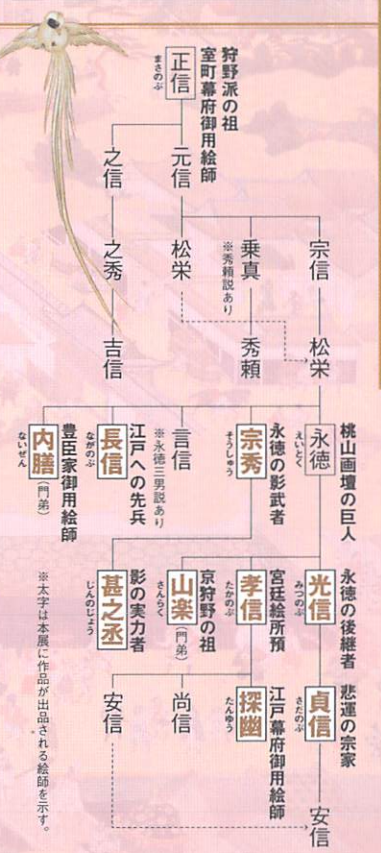 狩野派の祖
室町幕府御用絵師
正信
まさのぶ
元信
之信
宗信
乗真
※秀頼説あり
松栄
之秀
松栄
秀頼
吉信
桃山画壇の巨人
永徳
えいとく
永徳の影武者
宗秀
そうしゅう
言信
※永徳三男説あり
江戸への先兵
長信
ながのぶ
豊臣家御用絵師
内膳(門弟)
ないぜん
永徳の後継者
光信
みつのぶ
宮廷絵所預
孝信
たかのぶ
京狩野の祖
山楽(門弟)
さんらく
影の実力者
甚之丞
じんのじょう
悲運の宗家
貞信
さだのぶ
江戸幕府御用絵師
探幽
たんゆう
尚信
安信
安信
※太字は本展に作品が出品される絵師を示す。